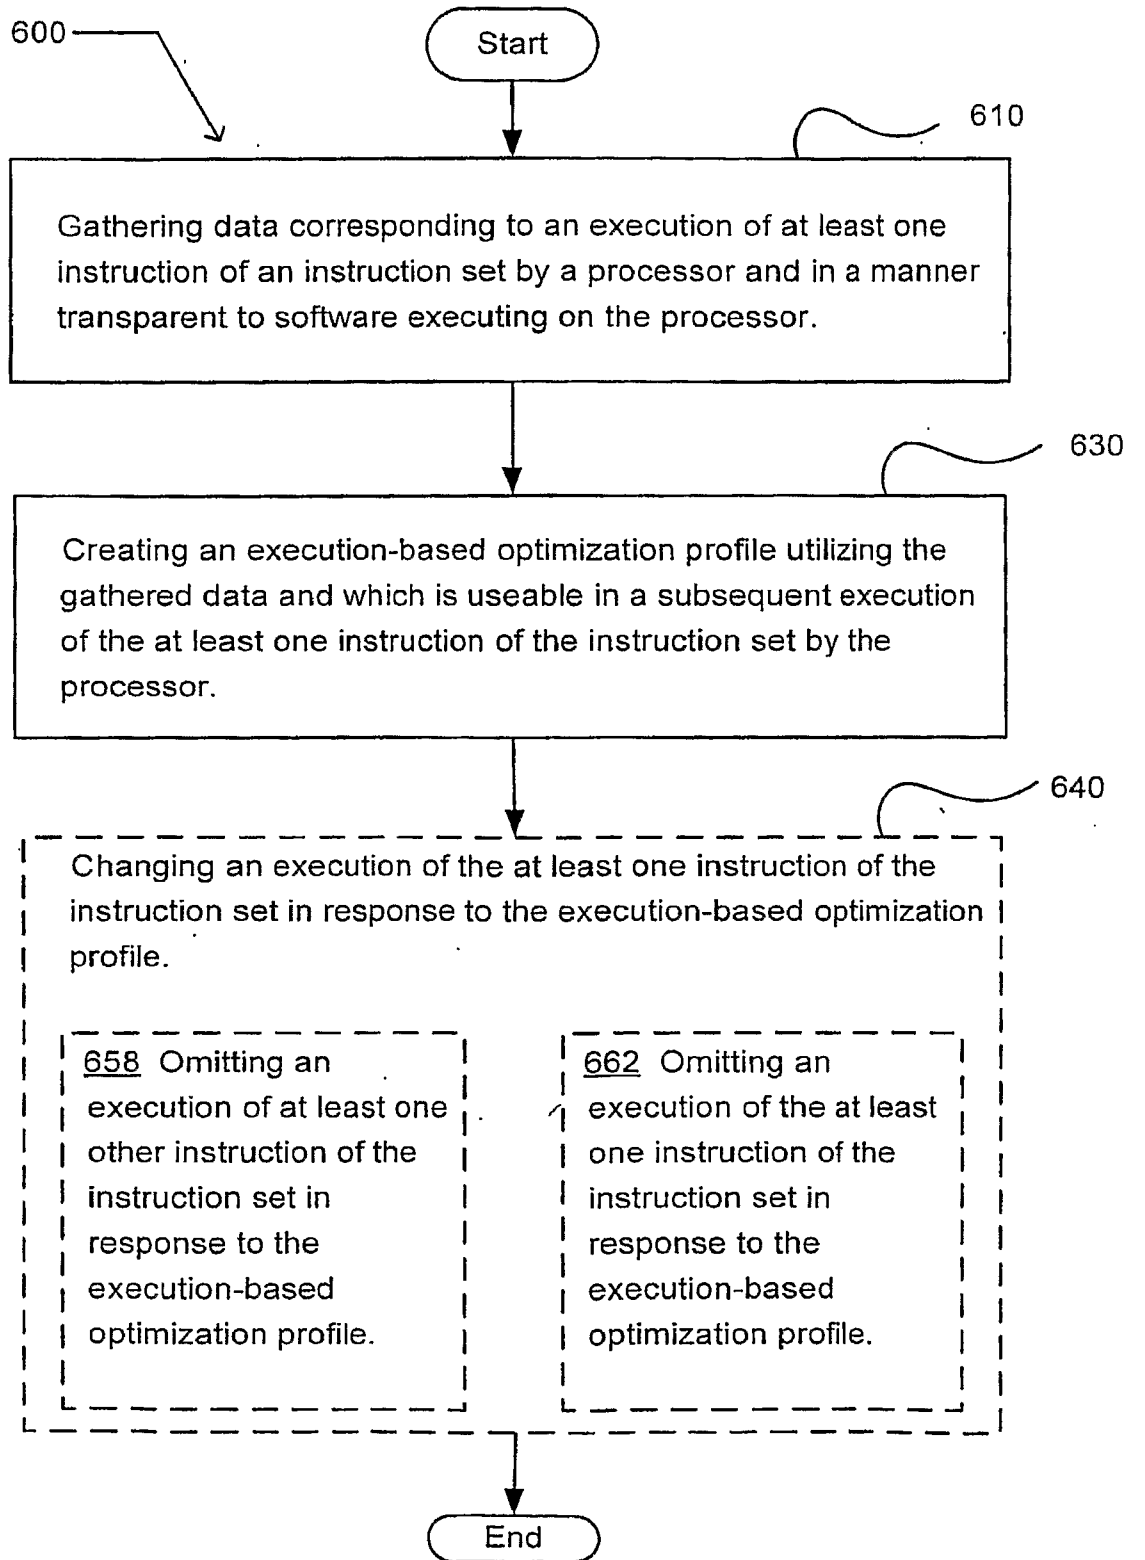 600
Start
610
Gathering data corresponding to an execution of at least one
instruction of an instruction set by a processor and in a manner
transparent to software executing on the processor.
630
Creating an execution-based optimization profile utilizing the
gathered data and which is useable in a subsequent execution
of the at least one instruction of the instruction set by the
processor.
640
Changing an execution of the at least one instruction of the
instruction set in response to the execution-based optimization
profile.
658 Omitting an
execution of at least one
other instruction of the
instruction set in
response to the
execution-based
optimization profile.
662 Omitting an
execution of the at least
one instruction of the
instruction set in
response to the
execution-based
optimization profile.
End